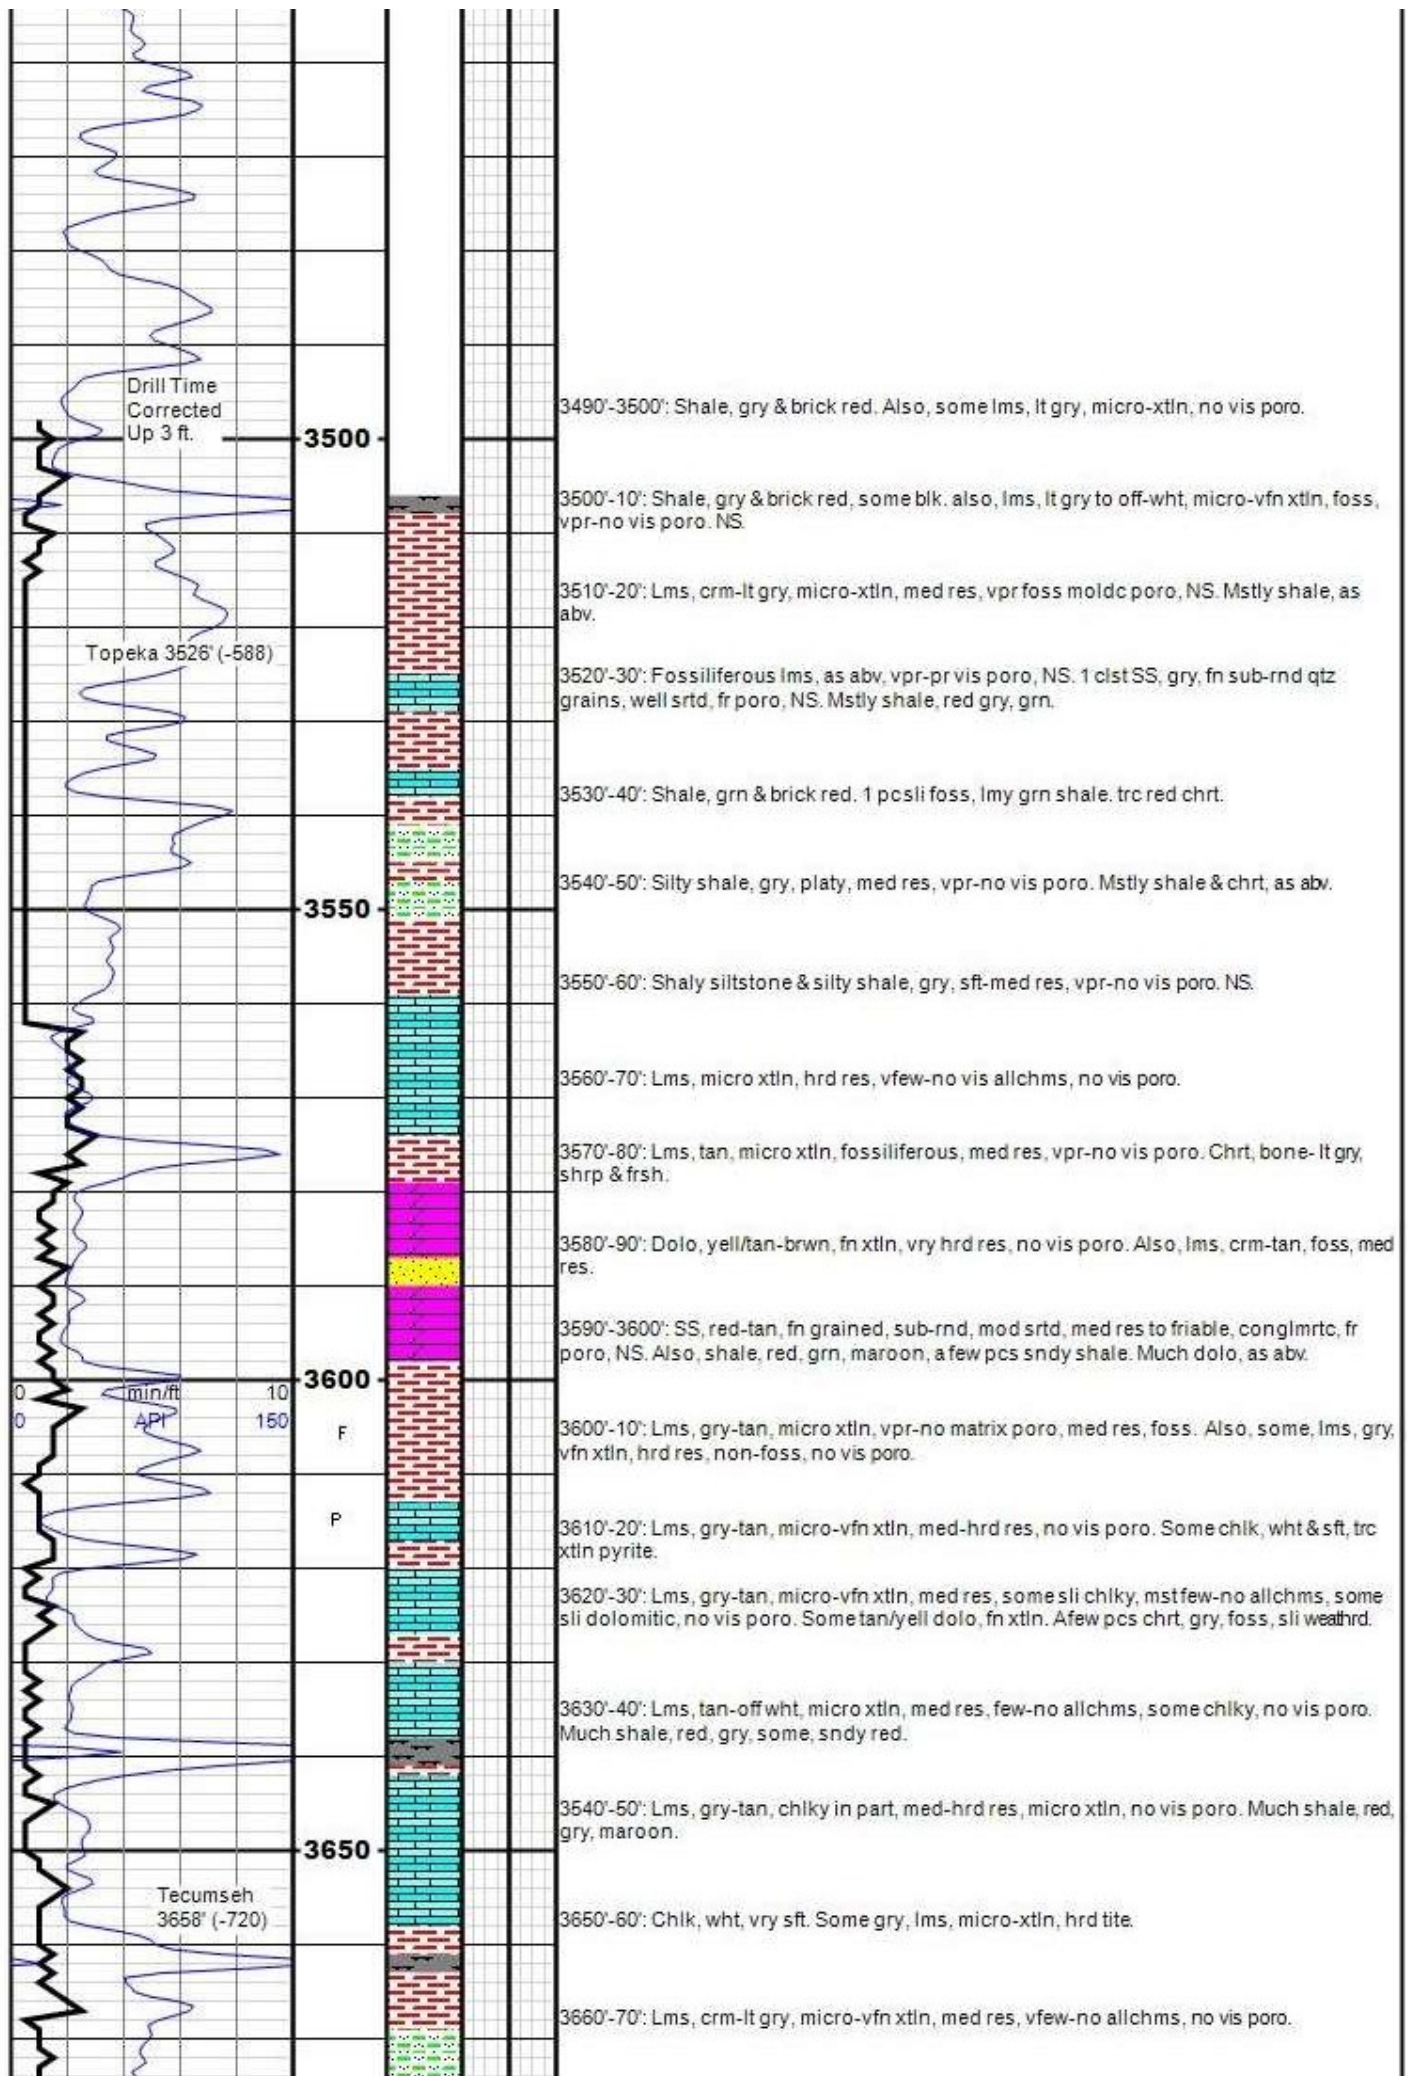 Drill Time
Corrected
Up 3 ft.
3490'-3500': Shale, gry & brick red. Also, some lms, lt gry, micro-xtln, no vis poro.
3500
3500'-10': Shale, gry & brick red, some blk. also, lms, lt gry to off-wht, micro-vfn xtln, foss,
vpr-no vis poro. NS.
3510'-20': Lms, crm-lt gry, micro-xtln, med res, vpr foss moldc poro, NS. Mstly shale, as
abv.
Topeka 3526' (-588)
3520'-30': Fossiliferous lms, as abv, vpr-pr vis poro, NS. 1 clst SS, gry, fn sub-rnd qtz
grains, well srtd, fr poro, NS. Mstly shale, red gry, grn.
3530'-40': Shale, grn & brick red. 1 pc sli foss, lmy grn shale. trc red chrt.
3540'-50': Silty shale, gry, platy, med res, vpr-no vis poro. Mstly shale & chrt, as abv.
3550
3550'-60': Shaly siltstone & silty shale, gry, sft-med res, vpr-no vis poro. NS.
3560'-70': Lms, micro xtln, hrd res, vfew-no vis allchms, no vis poro.
3570'-80': Lms, tan, micro xtln, fossiliferous, med res, vpr-no vis poro. Chrt, bone- lt gry,
shrp & frsh.
3580'-90': Dolo, yell/tan-brwn, fn xtln, vry hrd res, no vis poro. Also, lms, crm-tan, foss, med
res.
3590'-3600': SS, red-tan, fn grained, sub-rnd, mod srtd, med res to friable, conglmrtc, fr
poro, NS. Also, shale, red, grn, maroon, a few pcs sndy shale. Much dolo, as abv.
3600
0 min/ft 10
0 API 150
F
3600'-10': Lms, gry-tan, micro xtln, vpr-no matrix poro, med res, foss. Also, some, lms, gry,
vfn xtln, hrd res, non-foss, no vis poro.
P
3610'-20': Lms, gry-tan, micro-vfn xtln, med-hrd res, no vis poro. Some chlk, wht & sft, trc
xtln pyrite.
3620'-30': Lms, gry-tan, micro-vfn xtln, med res, some sli chlky, mst few-no allchms, some
sli dolomitic, no vis poro. Some tan/yell dolo, fn xtln. Afew pcs chrt, gry, foss, sli weathrd.
3630'-40': Lms, tan-off wht, micro xtln, med res, few-no allchms, some chlky, no vis poro.
Much shale, red, gry, some, sndy red.
3540'-50': Lms, gry-tan, chlky in part, med-hrd res, micro xtln, no vis poro. Much shale, red,
gry, maroon.
3650
Tecumseh
3658' (-720)
3650'-60': Chlk, wht, vry sft. Some gry, lms, micro-xtln, hrd tite.
3660'-70': Lms, crm-lt gry, micro-vfn xtln, med res, vfew-no allchms, no vis poro.